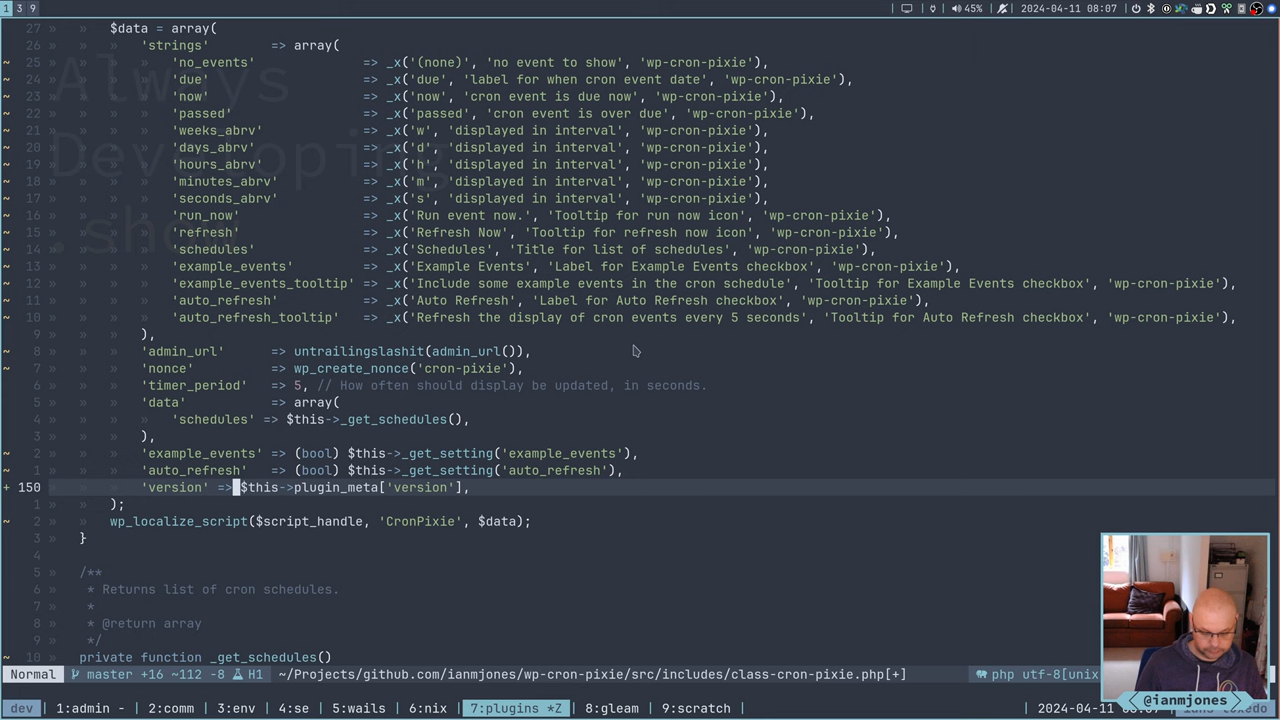 1 3 9 45% 2024-04-11 08:07
27 » » $data = array(
26 » » » 'strings' => array(
~ 25 » » » » 'no_events' => _x('(none)', 'no event to show', 'wp-cron-pixie'),
~ 24 » » » » 'due' => _x('due', 'label for when cron event date', 'wp-cron-pixie'),
~ 23 » » » » 'now' => _x('now', 'cron event is due now', 'wp-cron-pixie'),
~ 22 » » » » 'passed' => _x('passed', 'cron event is over due', 'wp-cron-pixie'),
~ 21 » » » » 'weeks_abrv' => _x('w', 'displayed in interval', 'wp-cron-pixie'),
~ 20 » » » » 'days_abrv' => _x('d', 'displayed in interval', 'wp-cron-pixie'),
~ 19 » » » » 'hours_abrv' => _x('h', 'displayed in interval', 'wp-cron-pixie'),
~ 18 » » » » 'minutes_abrv' => _x('m', 'displayed in interval', 'wp-cron-pixie'),
~ 17 » » » » 'seconds_abrv' => _x('s', 'displayed in interval', 'wp-cron-pixie'),
~ 16 » » » » 'run_now' => _x('Run event now.', 'Tooltip for run now icon', 'wp-cron-pixie'),
~ 15 » » » » 'refresh' => _x('Refresh Now', 'Tooltip for refresh now icon', 'wp-cron-pixie'),
~ 14 » » » » 'schedules' => _x('Schedules', 'Title for list of schedules', 'wp-cron-pixie'),
~ 13 » » » » 'example_events' => _x('Example Events', 'Label for Example Events checkbox', 'wp-cron-pixie'),
~ 12 » » » » 'example_events_tooltip' => _x('Include some example events in the cron schedule', 'Tooltip for Example Events checkbox', 'wp-cron-pixie'),
~ 11 » » » » 'auto_refresh' => _x('Auto Refresh', 'Label for Auto Refresh checkbox', 'wp-cron-pixie'),
~ 10 » » » » 'auto_refresh_tooltip' => _x('Refresh the display of cron events every 5 seconds', 'Tooltip for Auto Refresh checkbox', 'wp-cron-pixie'),
9 » » » ),
~ 8 » » » 'admin_url' => untrailingslashit(admin_url()),
~ 7 » » » 'nonce' => wp_create_nonce('cron-pixie'),
6 » » » 'timer_period' => 5, // How often should display be updated, in seconds.
5 » » » 'data' => array(
4 » » » » 'schedules' => $this->_get_schedules(),
3 » » » ),
~ 2 » » » 'example_events' => (bool) $this->_get_setting('example_events'),
~ 1 » » » 'auto_refresh' => (bool) $this->_get_setting('auto_refresh'),
+ 150 » » » 'version' => $this->plugin_meta['version'],
1 » » );
~ 2 » » wp_localize_script($script_handle, 'CronPixie', $data);
3 » }
4
5 » /**
6 » * Returns list of cron schedules.
7 » *
8 » * @return array
9 » */
~ 10 » private function _get_schedules()
Always
Developing
.show
Normal master +16 ~112 -8 H1 ~/Projects/github.com/ianmjones/wp-cron-pixie/src/includes/class-cron-pixie.php[+] php utf-8[unix
dev 1:admin - 2:comm 3:env 4:se 5:wails 6:nix 7:plugins *Z 8:gleam 9:scratch
@ianmjones